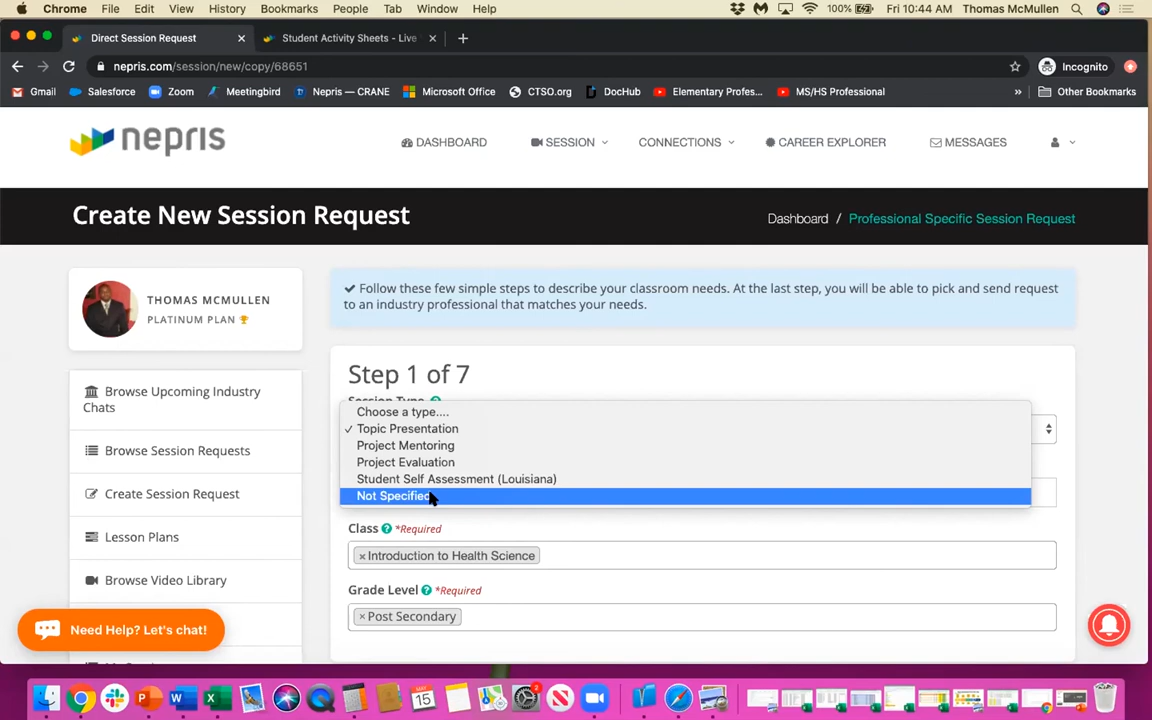 Chrome File Edit View History Bookmarks People Tab Window Help 100% Fri 10:44 AM Thomas McMullen
Direct Session Request × Student Activity Sheets - Live × +
nepris.com/session/new/copy/68651 Incognito
Gmail Salesforce Zoom Meetingbird Nepris — CRANE Microsoft Office CTSO.org DocHub Elementary Profes... MS/HS Professional » Other Bookmarks
nepris DASHBOARD SESSION CONNECTIONS CAREER EXPLORER MESSAGES
Create New Session Request Dashboard / Professional Specific Session Request
THOMAS MCMULLEN
PLATINUM PLAN
Browse Upcoming Industry
Chats
Browse Session Requests
Create Session Request
Lesson Plans
Browse Video Library
Need Help? Let's chat!
✔ Follow these few simple steps to describe your classroom needs. At the last step, you will be able to pick and send request
to an industry professional that matches your needs.
Step 1 of 7
Session Type ?
Choose a type....
✓ Topic Presentation
Project Mentoring
Project Evaluation
Student Self Assessment (Louisiana)
Not Specified
Class ? *Required
× Introduction to Health Science
Grade Level ? *Required
× Post Secondary
MAY
15
2